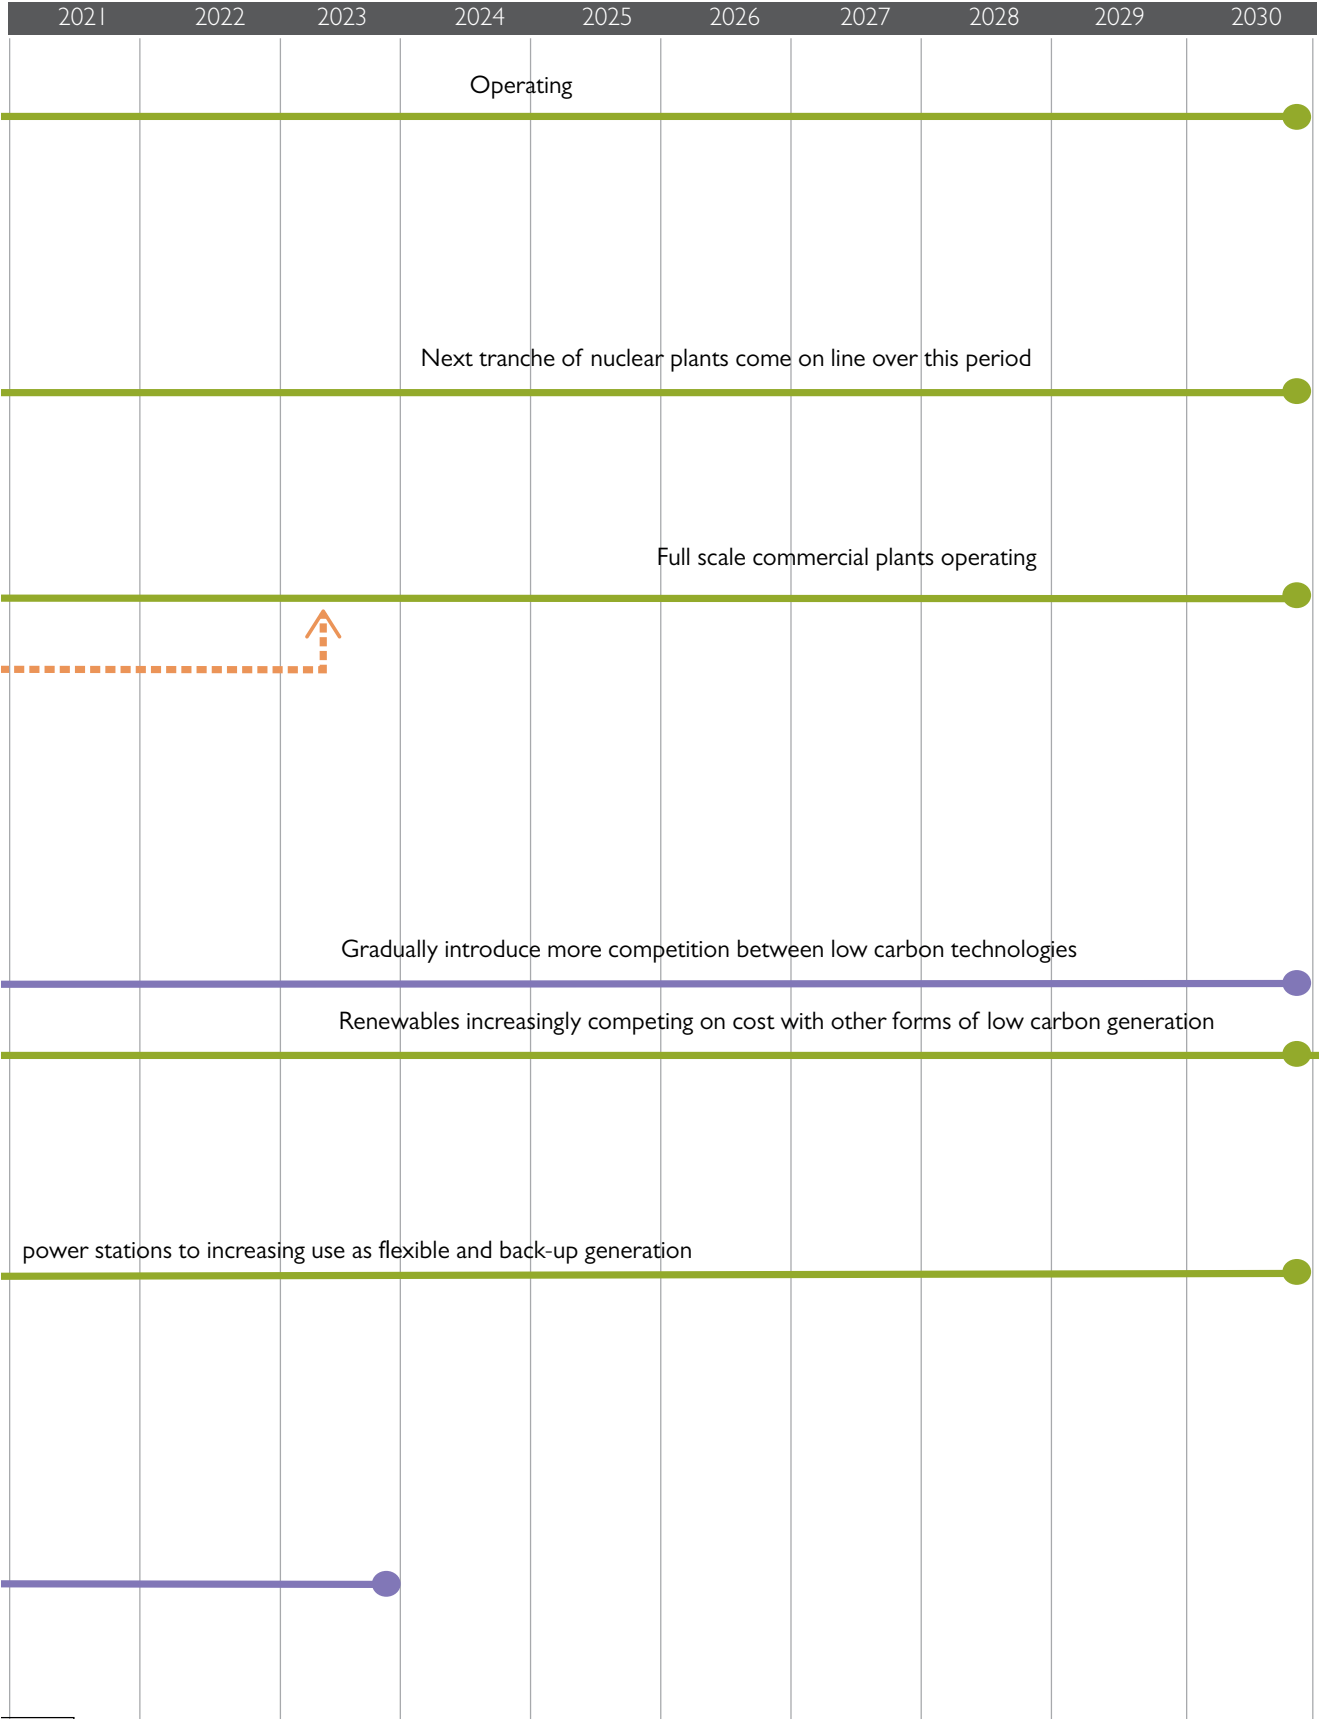 2021 2022 2023 2024 2025 2026 2027 2028 2029 2030
Operating
Next tranche of nuclear plants come on line over this period
Full scale commercial plants operating
Gradually introduce more competition between low carbon technologies
Renewables increasingly competing on cost with other forms of low carbon generation
power stations to increasing use as flexible and back-up generation